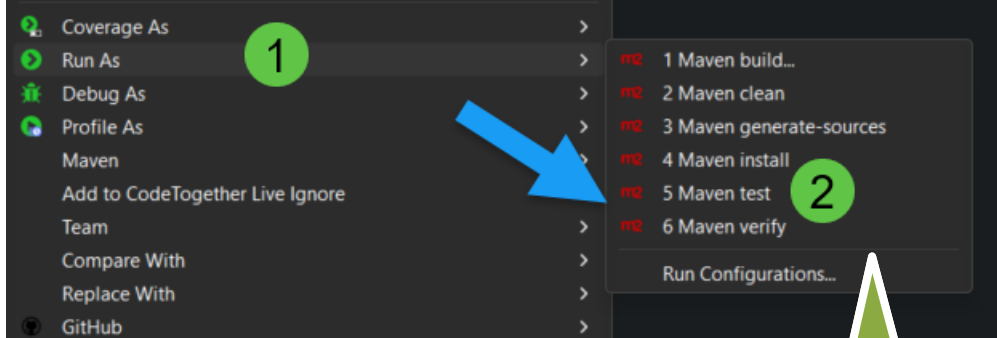 Coverage As
Run As
1
Debug As
Profile As
Maven
Add to CodeTogether Live Ignore
Team
Compare With
Replace With
GitHub
m2 1 Maven build...
m2 2 Maven clean
m2 3 Maven generate-sources
m2 4 Maven install
m2 5 Maven test
2
m2 6 Maven verify
Run Configurations...